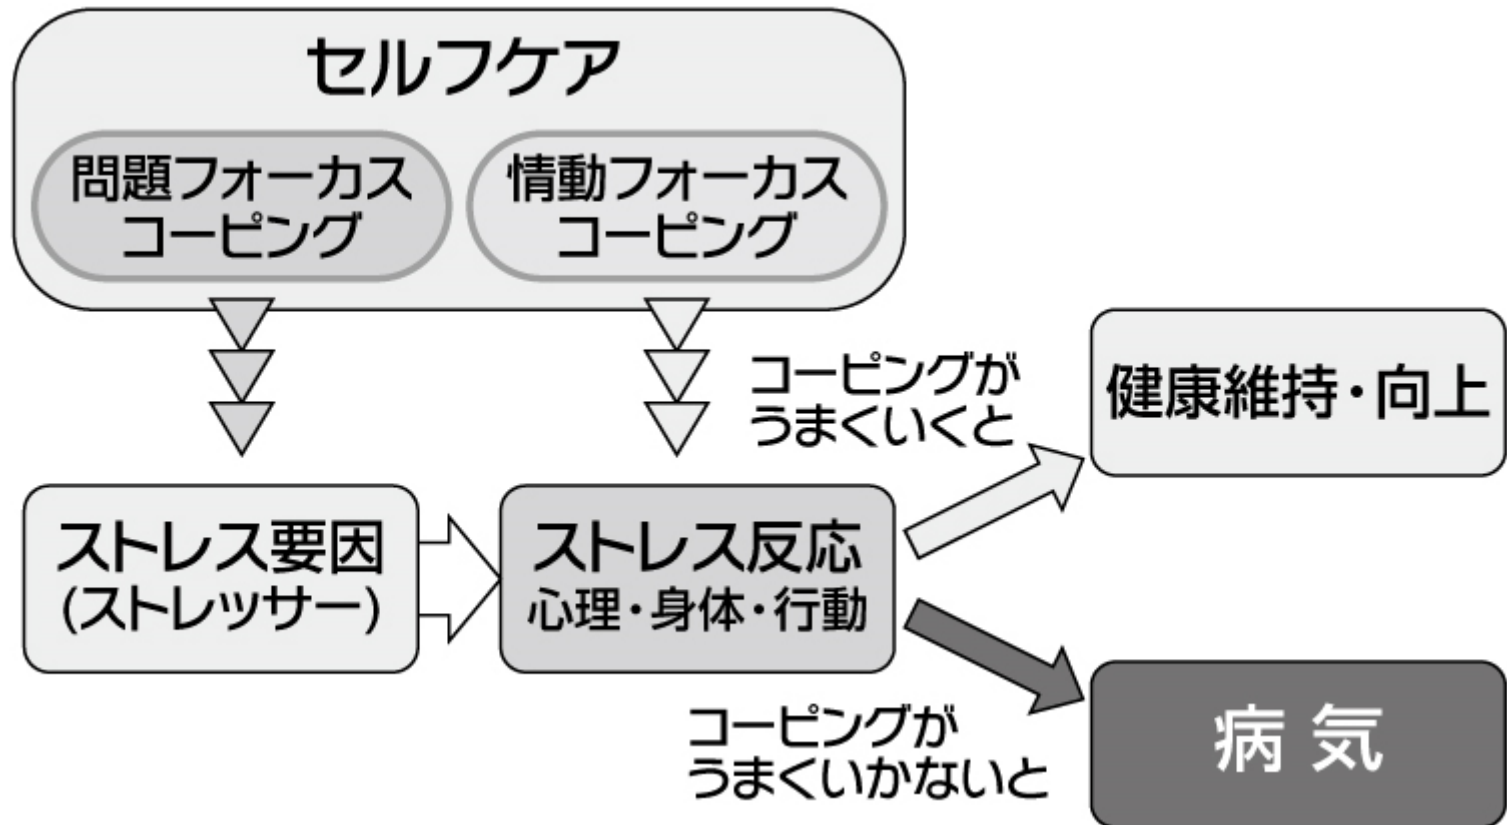 セルフケア
問題フォーカス
コーピング
情動フォーカス
コーピング
コーピングが
うまくいくと
健康維持・向上
ストレス要因
(ストレッサー)
ストレス反応
心理・身体・行動
コーピングが
うまくいかないと
病気